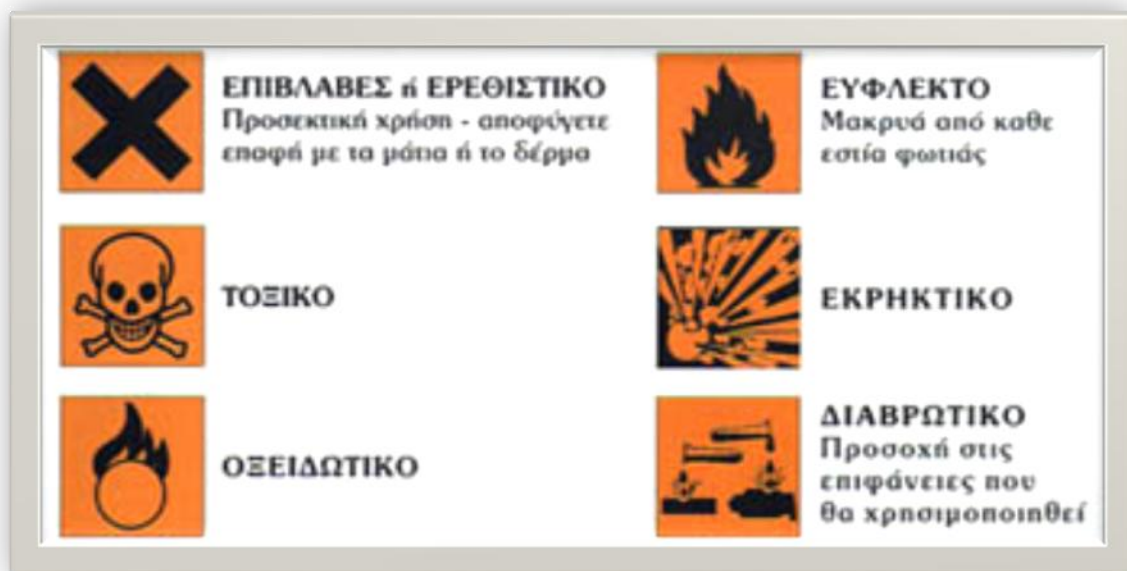 ΕΠΙΒΛΑΒΕΣ ή ΕΡΕΘΙΣΤΙΚΟ
Προσεκτική χρήση - αποφύγετε
επαφή με τα μάτια ή το δέρμα
ΤΟΞΙΚΟ
ΟΞΕΙΔΩΤΙΚΟ
ΕΥΦΛΕΚΤΟ
Μακρυά από καθε
εστία φωτιάς
ΕΚΡΗΚΤΙΚΟ
ΔΙΑΒΡΩΤΙΚΟ
Προσοχή στις
επιφάνειες που
θα χρησιμοποιηθεί